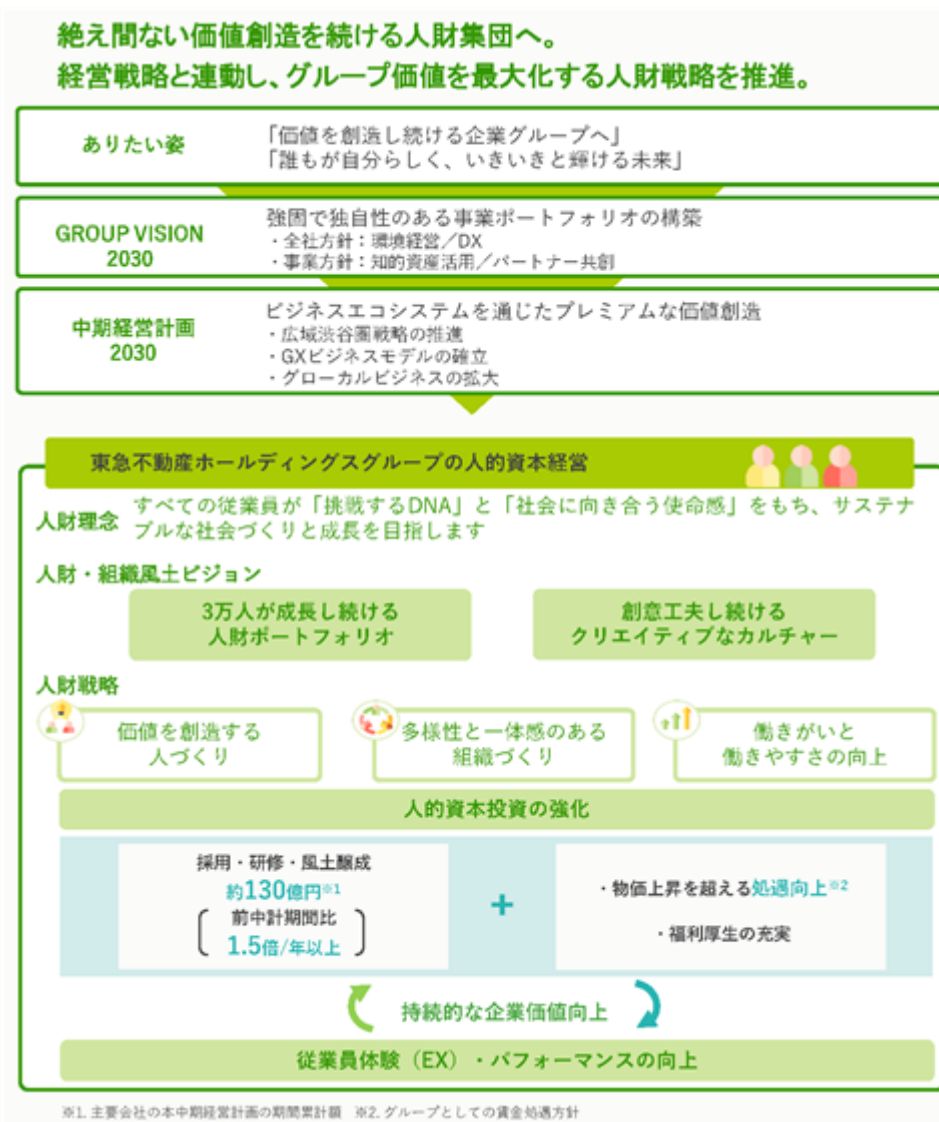 絶え間ない価値創造を続ける人財集団へ。
経営戦略と連動し、グループ価値を最大化する人財戦略を推進。
ありたい姿
「価値を創造し続ける企業グループへ」
「誰もが自分らしく、いきいきと輝ける未来」
GROUP VISION
2030
強固で独自性のある事業ポートフォリオの構築
・全社方針：環境経営／DX
・事業方針：知的資産活用／パートナー共創
中期経営計画
2030
ビジネスエコシステムを通じたプレミアムな価値創造
・広域渋谷圏戦略の推進
・GXビジネスモデルの確立
・グローカルビジネスの拡大
東急不動産ホールディングスグループの人的資本経営
人財理念
すべての従業員が「挑戦するDNA」と「社会に向き合う使命感」をもち、サステナ
ブルな社会づくりと成長を目指します
人財・組織風土ビジョン
3万人が成長し続ける
人財ポートフォリオ
創意工夫し続ける
クリエイティブなカルチャー
人財戦略
価値を創造する
人づくり
多様性と一体感のある
組織づくり
働きがいと
働きやすさの向上
人的資本投資の強化
採用・研修・風土醸成
約130億円※1
前中計期間比
1.5倍/年以上
+
・物価上昇を超える処遇向上※2
・福利厚生の充実
持続的な企業価値向上
従業員体験（EX）・パフォーマンスの向上
※1. 主要会社の本中期経営計画の期間累計額 ※2. グループとしての賃金処遇方針